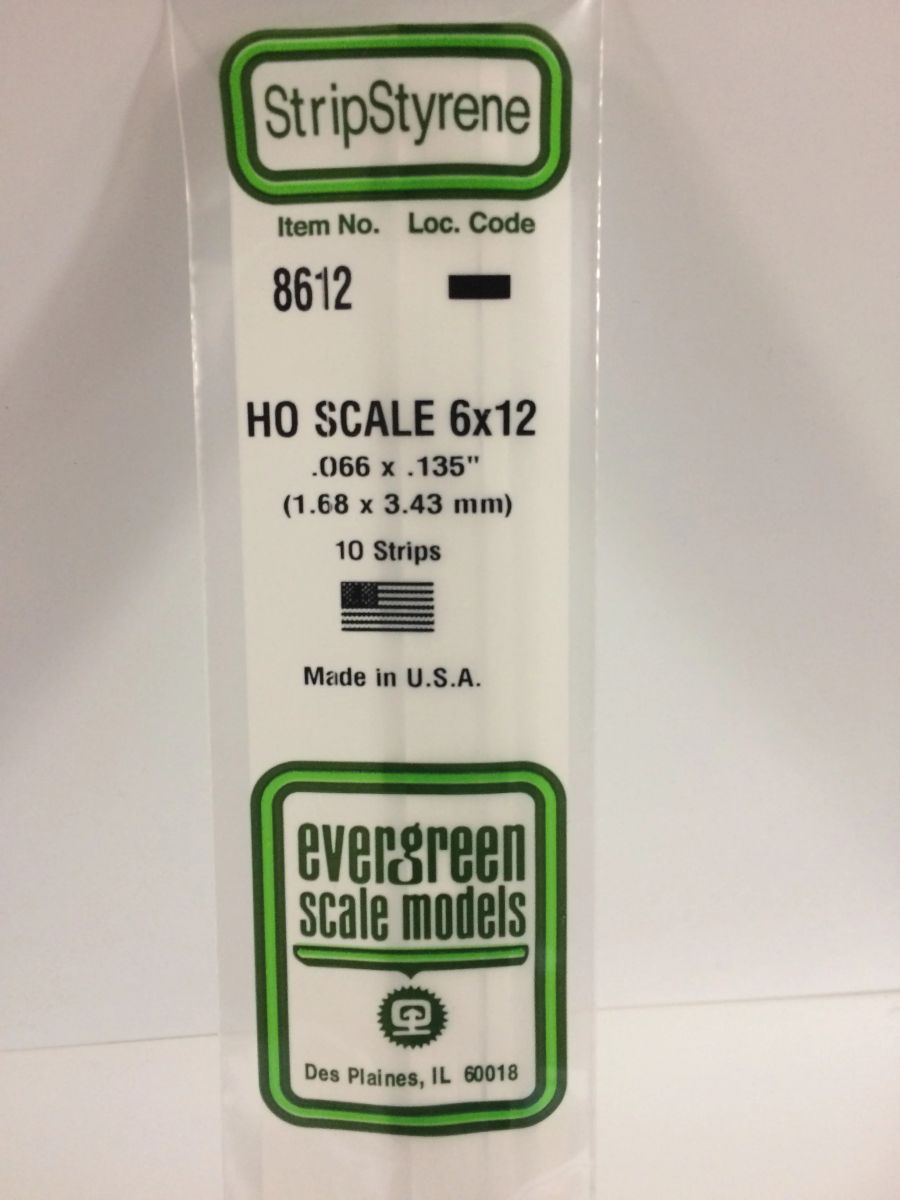 StripStyrene
Item No. Loc. Code
8612
HO SCALE 6x12
.066 x .135"
(1.68 x 3.43 mm)
10 Strips
Made in U.S.A.
evergreen
scale models
Des Plaines, IL 60018